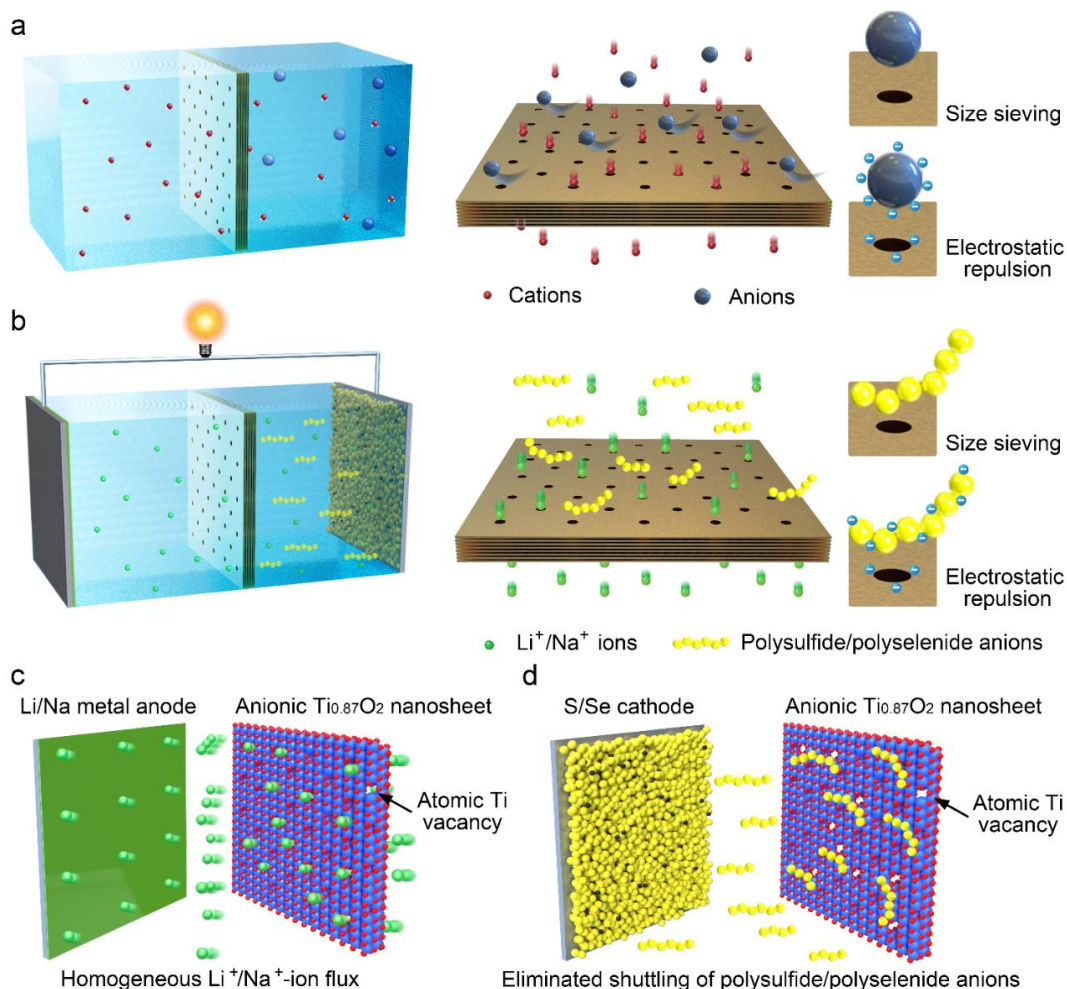 a
Size sieving
Electrostatic
repulsion
Cations
Anions
b
Size sieving
Electrostatic
repulsion
Li⁺/Na⁺ ions
Polysulfide/polyselenide anions
c
Li/Na metal anode
Anionic Ti₀.₈₇O₂ nanosheet
Atomic Ti
vacancy
Homogeneous Li⁺/Na⁺-ion flux
d
S/Se cathode
Anionic Ti₀.₈₇O₂ nanosheet
Atomic Ti
vacancy
Eliminated shuttling of polysulfide/polyselenide anions